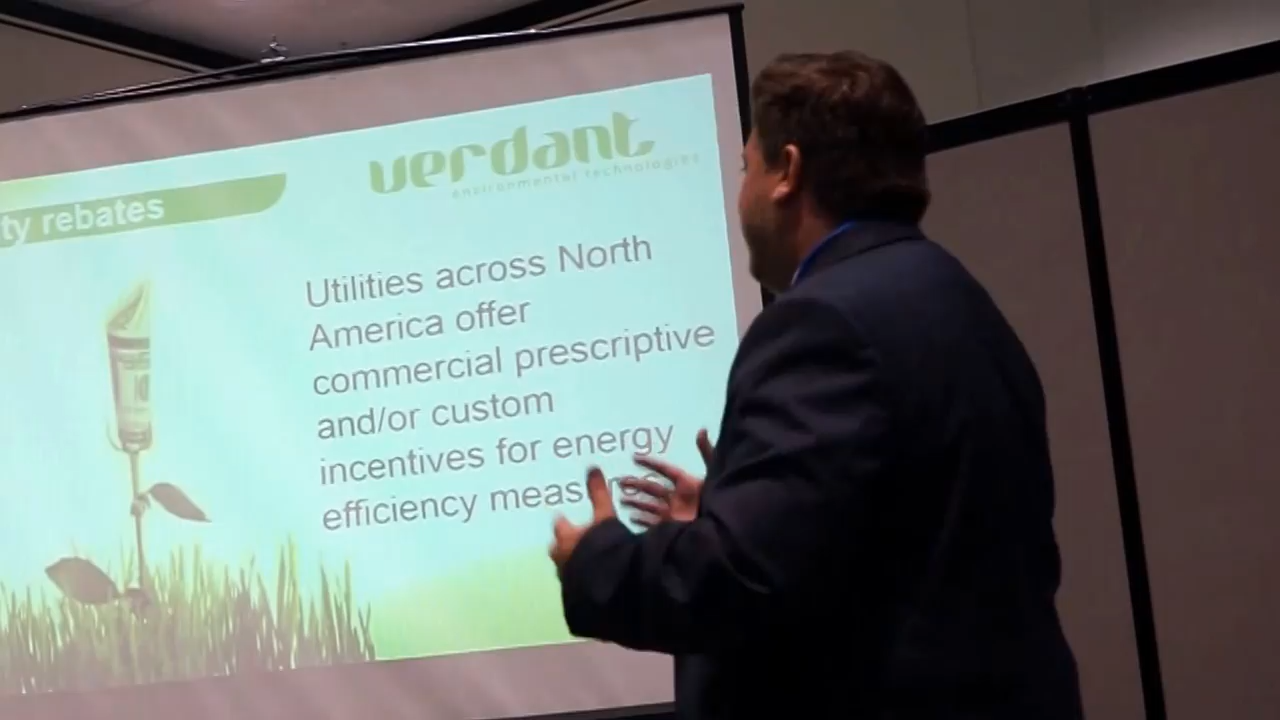 verdant
environmental technologies
ty rebates
Utilities across North
America offer
commercial prescriptive
and/or custom
incentives for energy
efficiency measures